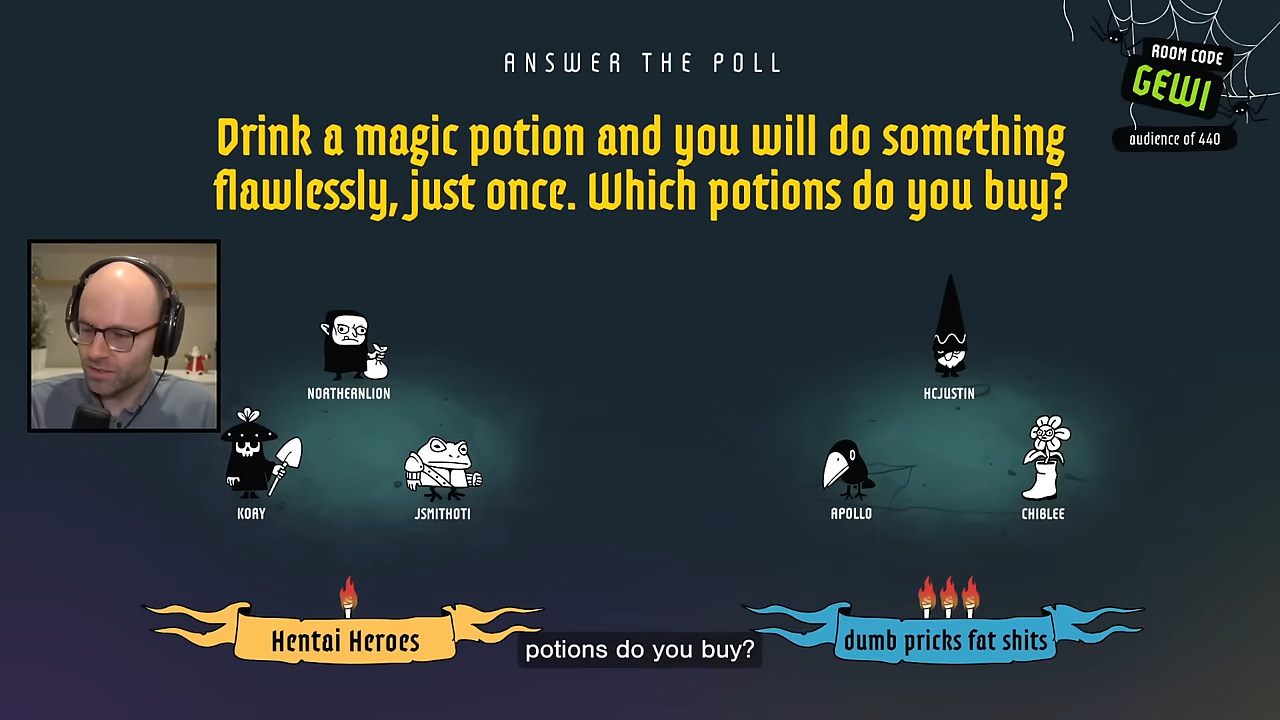 ANSWER THE POLL
ROOM CODE
GEWI
audience of 440
Drink a magic potion and you will do something
flawlessly, just once. Which potions do you buy?
NORTHERNLION
HCJUSTIN
KORY
JSMITHOTI
APOLLO
CHIBLEE
Hentai Heroes
dumb pricks fat shits
potions do you buy?